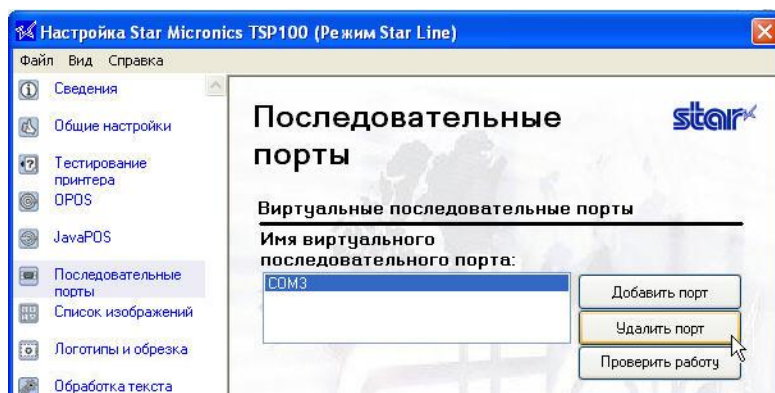 Настройка Star Micronics TSP100 (Режим Star Line)
Файл Вид Справка
Сведения
Общие настройки
Тестирование
принтера
OPOS
JavaPOS
Последовательные
порты
Список изображений
Логотипы и обрезка
Обработка текста
Последовательные
порты
star
Виртуальные последовательные порты
Имя виртуального
последовательного порта:
COM3
Добавить порт
Удалить порт
Проверить работу